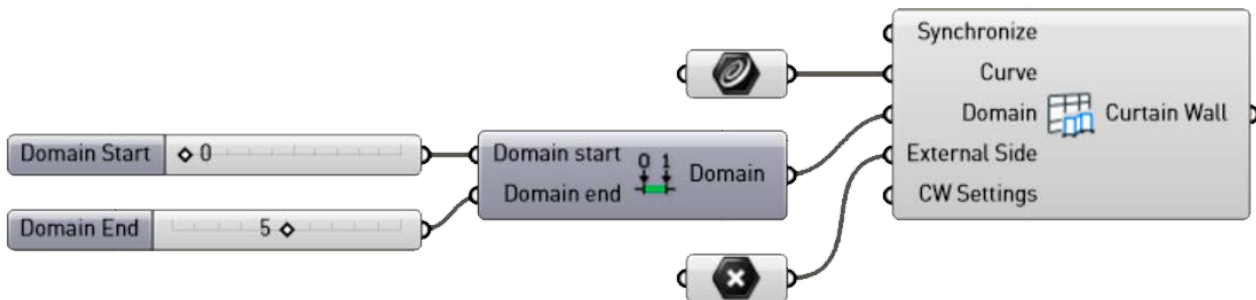 Synchronize
Curve
Domain
External Side
CW Settings
Curtain Wall
Domain Start
0
Domain End
5
Domain start
Domain end
0 1
Domain